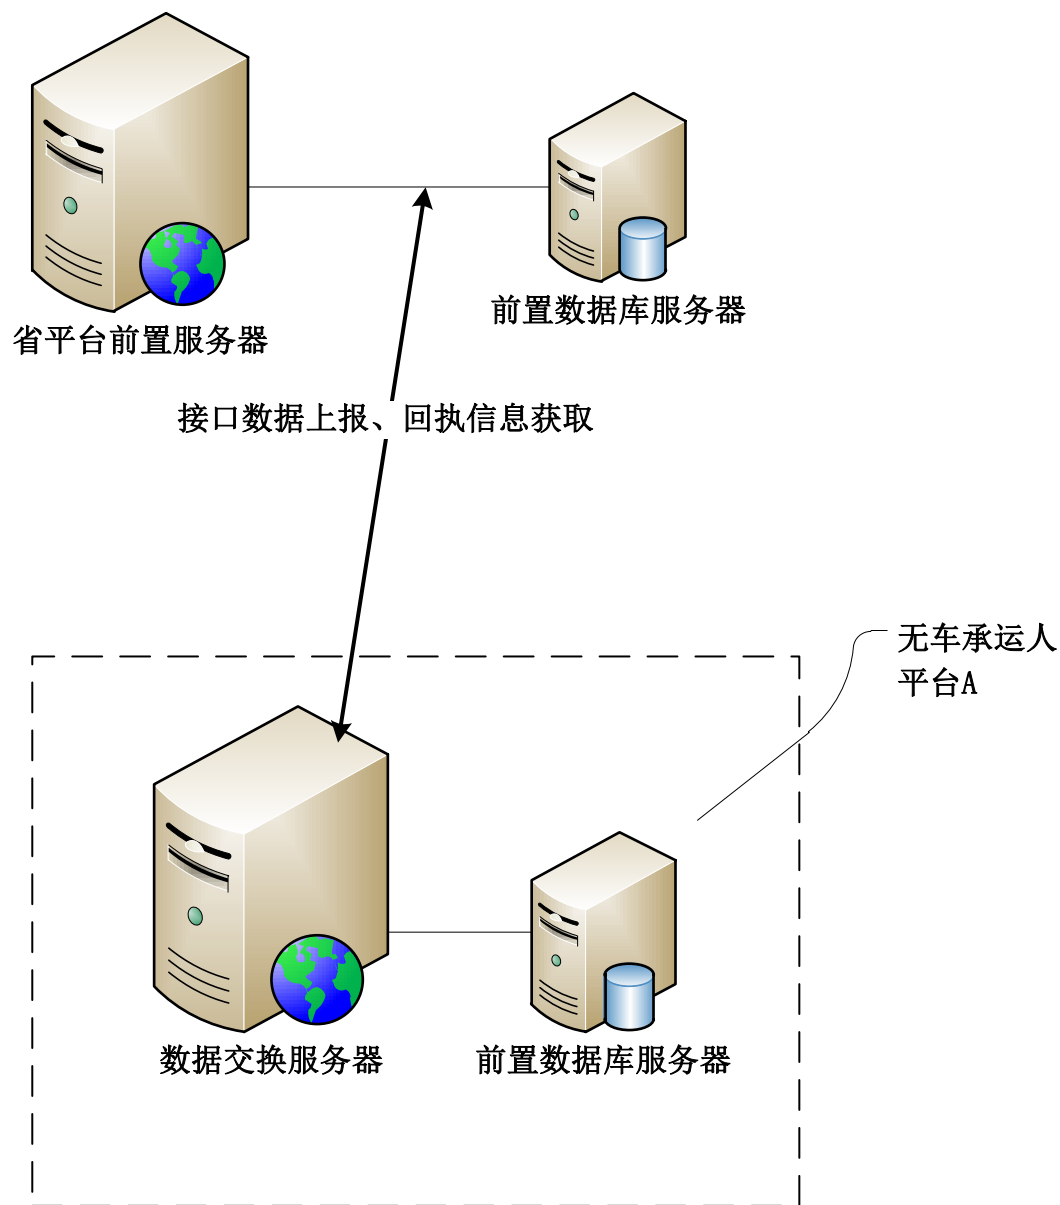 省平台前置服务器
前置数据库服务器
接口数据上报、回执信息获取
无车承运人
平台A
数据交换服务器
前置数据库服务器